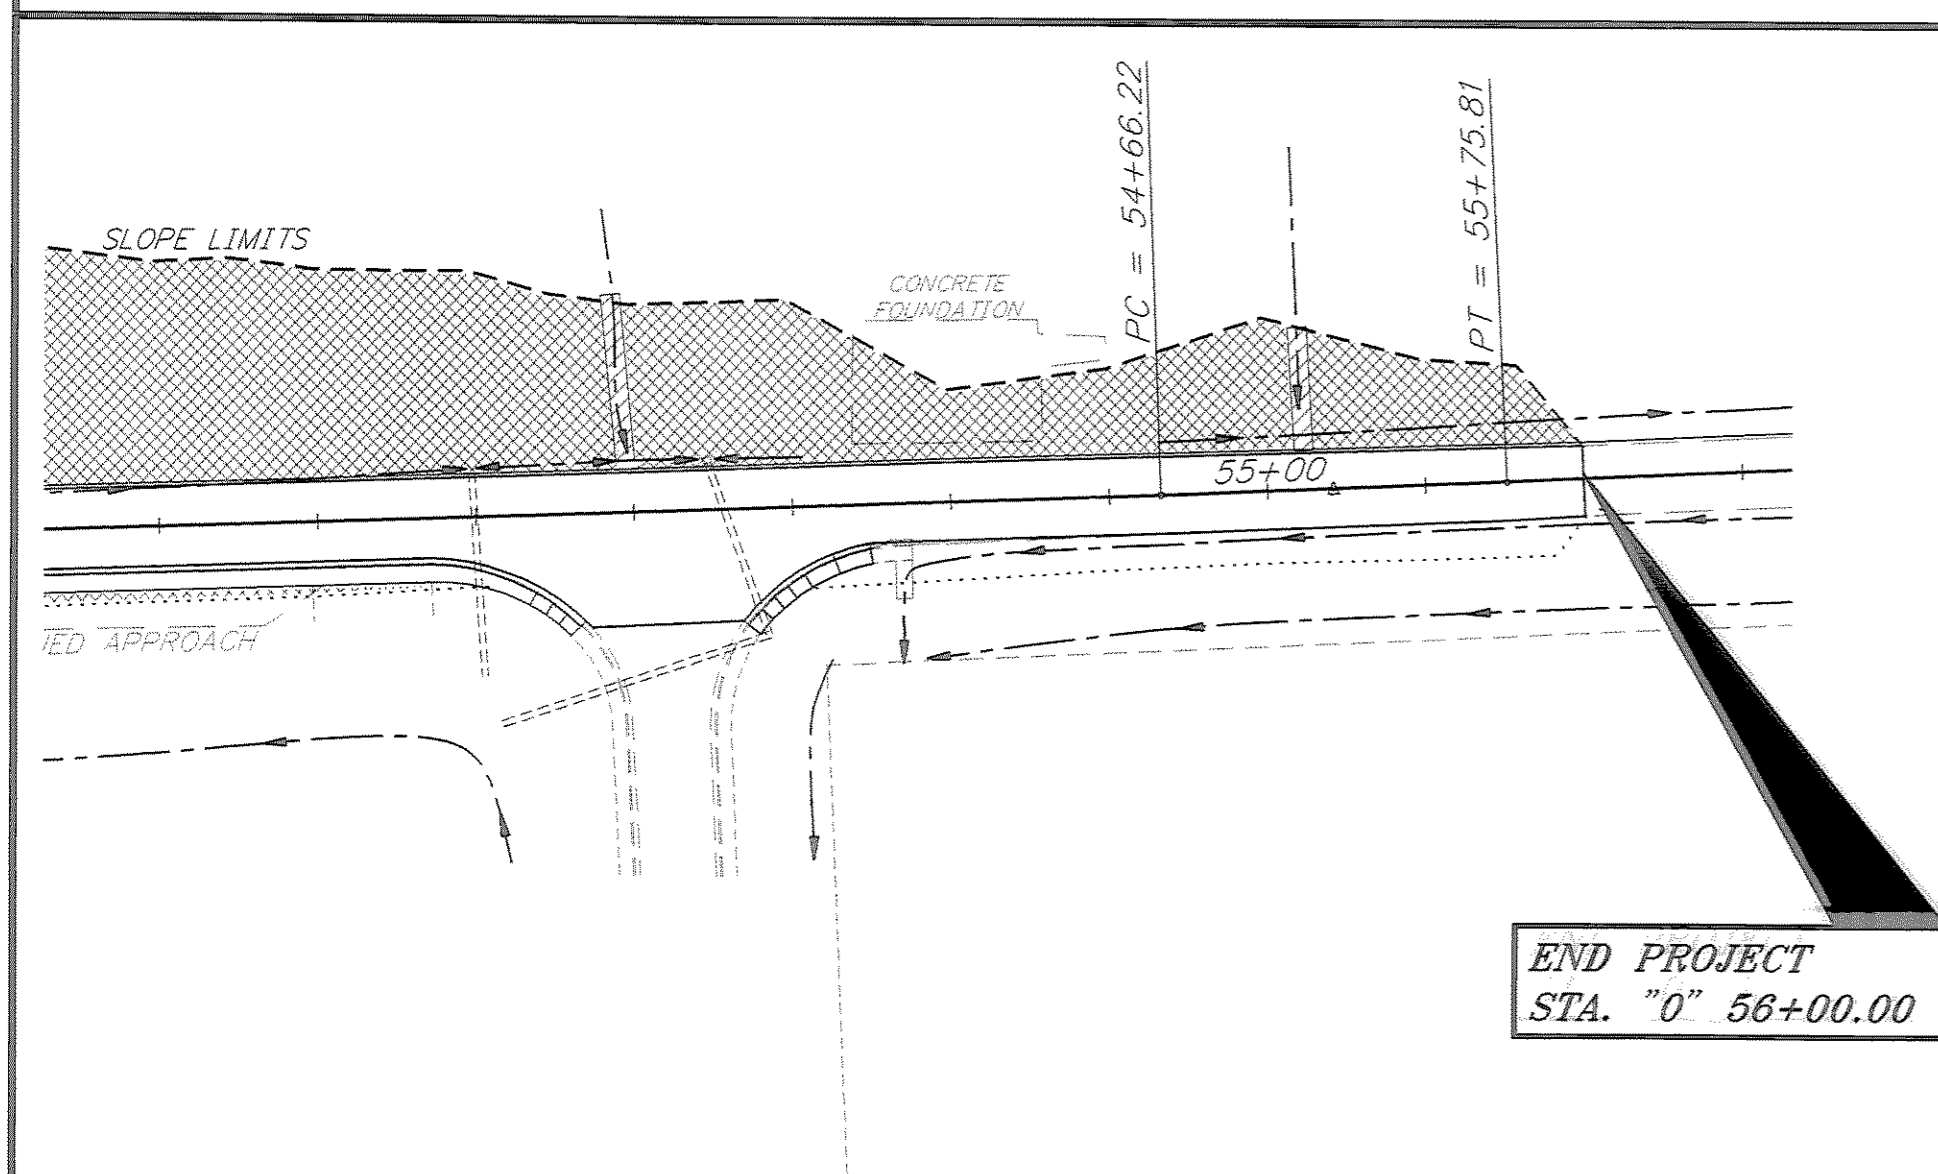 PC = 54+66.22
PT = 55+75.81
SLOPE LIMITS
CONCRETE
FOUNDATION
55+00
APPROACH
END PROJECT
STA. "0" 56+00.00